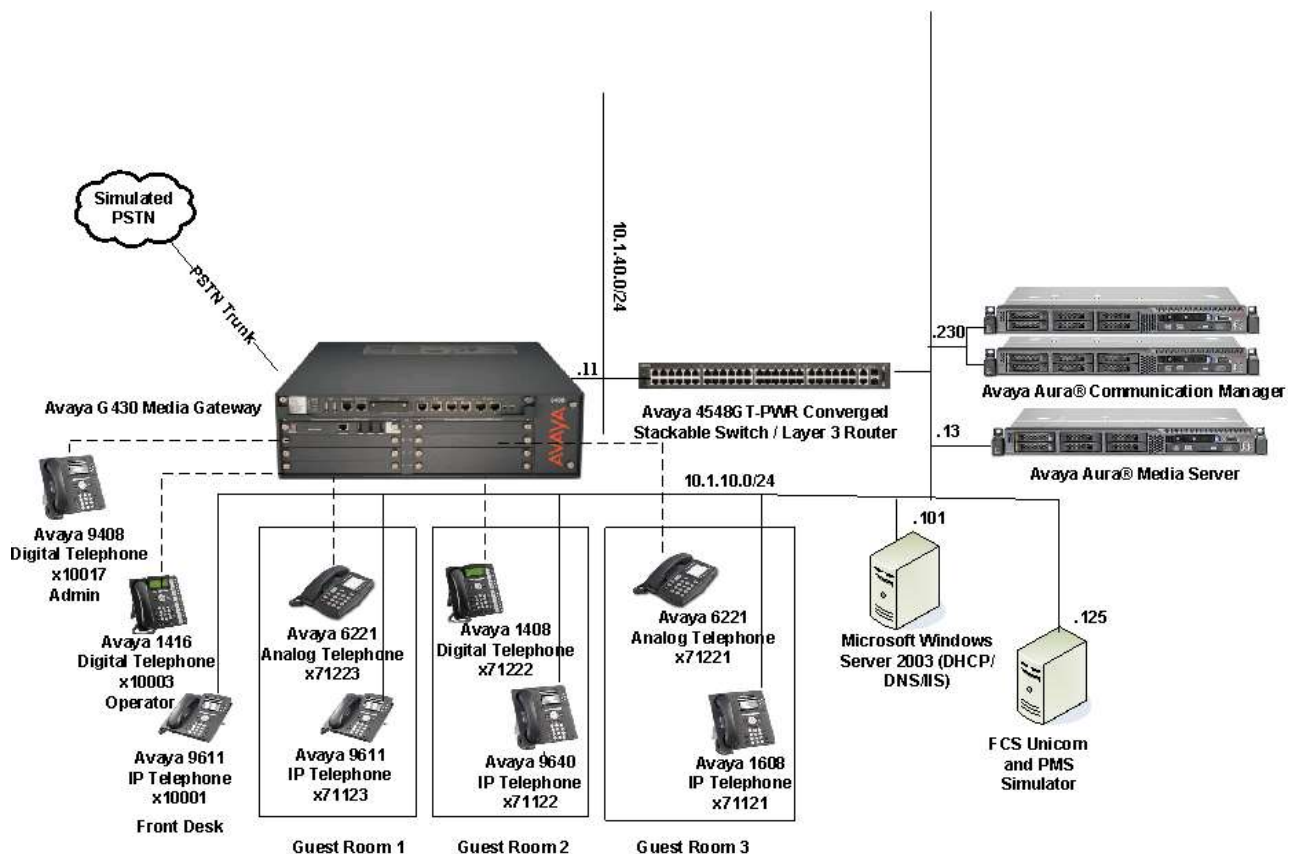 Simulated
PSTN
PSTN Trunk
10.1.40.0/24
.11
.230
Avaya Aura® Communication Manager
Avaya G430 Media Gateway
AVAYA
Avaya 4548GT-PWR Converged
Stackable Switch / Layer 3 Router
.13
Avaya Aura® Media Server
10.1.10.0/24
.101
.125
Avaya 9408
Digital Telephone
x10017
Admin
Avaya 1416
Digital Telephone
x10003
Operator
Avaya 9611
IP Telephone
x10001
Front Desk
Avaya 6221
Analog Telephone
x71223
Avaya 9611
IP Telephone
x71123
Guest Room 1
Avaya 1408
Digital Telephone
x71222
Avaya 9640
IP Telephone
x71122
Guest Room 2
Avaya 6221
Analog Telephone
x71221
Avaya 1608
IP Telephone
x71121
Guest Room 3
Microsoft Windows
Server 2003 (DHCP/
DNS/IIS)
FCS Unicorn
and PMS
Simulator